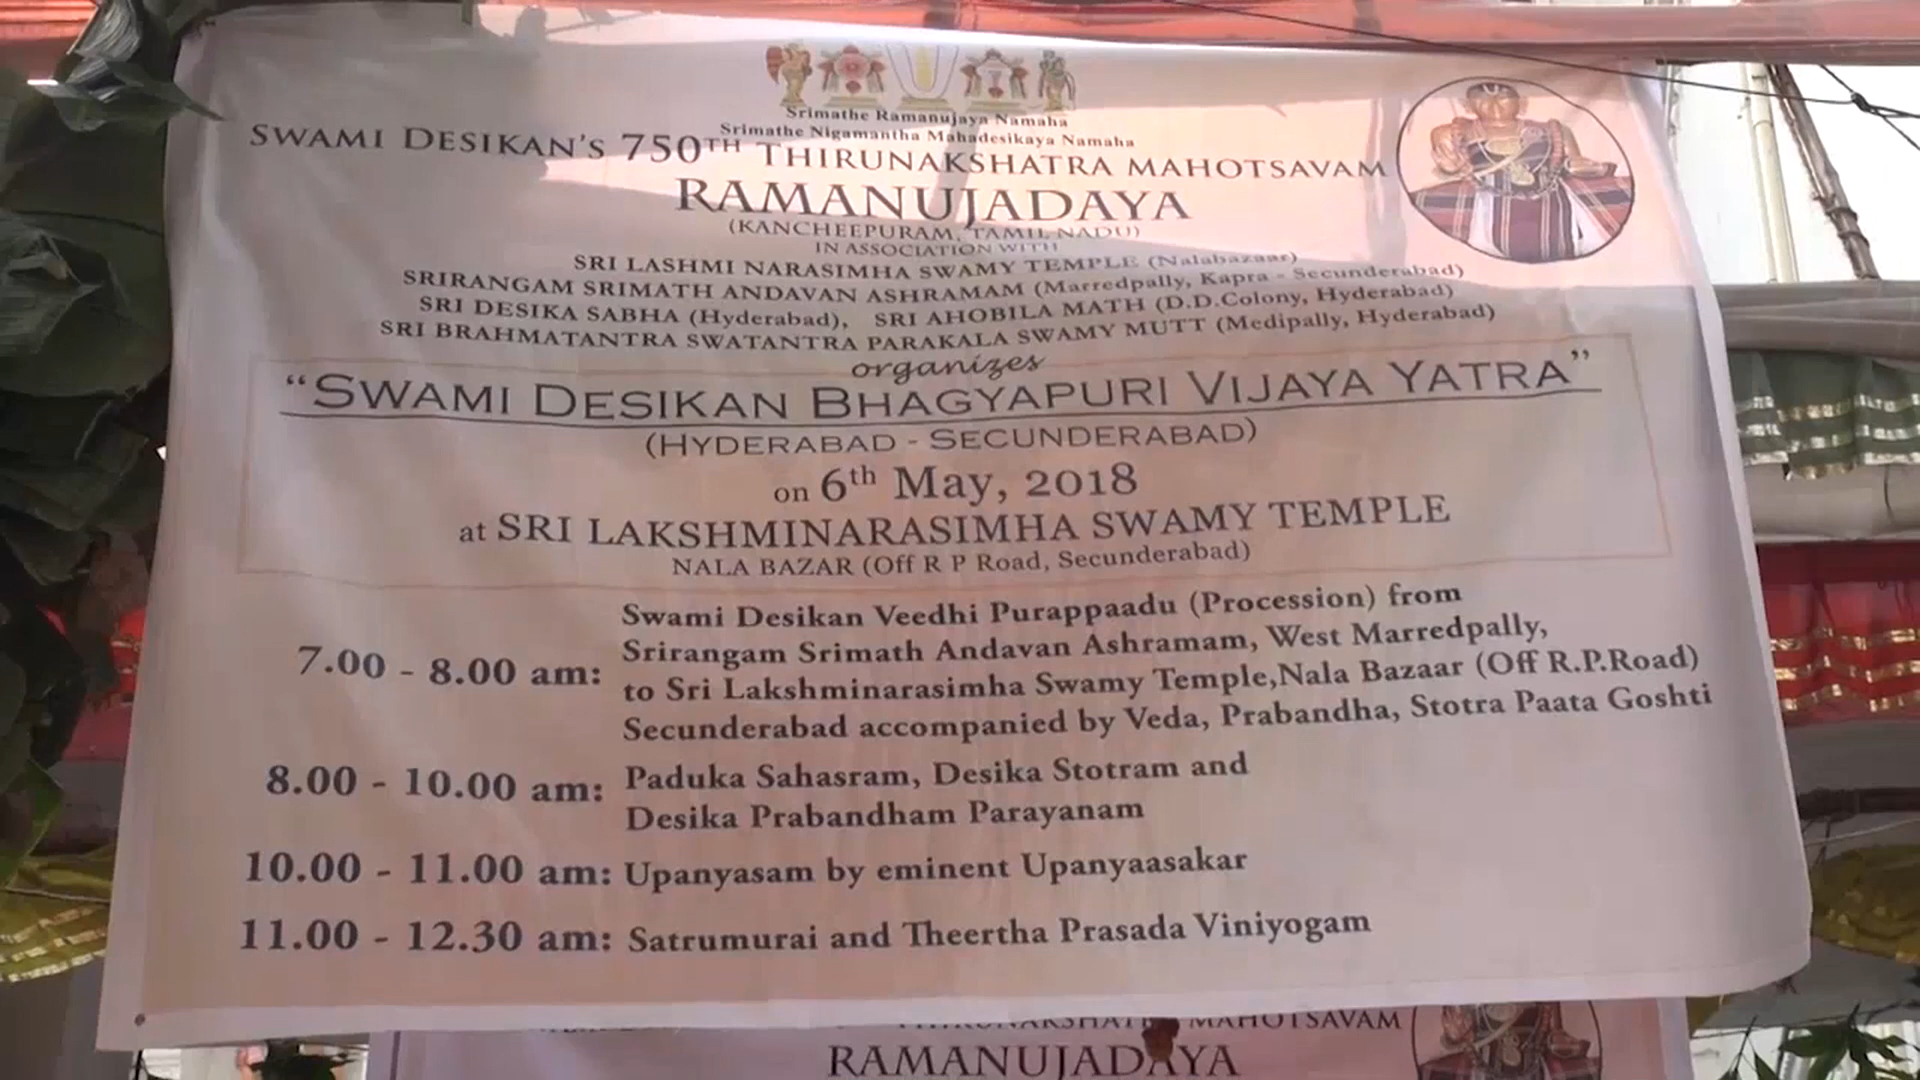 Srimathe Ramanujaya Namaha
Srimathe Nigamantha Mahadesikaya Namaha
SWAMI DESIKAN'S 750TH THIRUNAKSHATRA MAHOTSAVAM
RAMANUJADAYA
(KANCHEEPURAM, TAMIL NADU)
IN ASSOCIATION WITH
SRI LASHMI NARASIMHA SWAMY TEMPLE (Nalabazaar)
SRIRANGAM SRIMATH ANDAVAN ASHRAMAM (Marredpally, Kapra - Secunderabad)
SRI DESIKA SABHA (Hyderabad), SRI AHOBILA MATH (D.D.Colony, Hyderabad)
SRI BRAHMATANTRA SWATANTRA PARAKALA SWAMY MUTT (Medipally, Hyderabad)
organizes
"SWAMI DESIKAN BHAGYAPURI VIJAYA YATRA"
(HYDERABAD - SECUNDERABAD)
on 6th May, 2018
at SRI LAKSHMINARASIMHA SWAMY TEMPLE
NALA BAZAR (Off R P Road, Secunderabad)
7.00 - 8.00 am: Swami Desikan Veedhi Purappaadu (Procession) from
Srirangam Srimath Andavan Ashramam, West Marredpally,
to Sri Lakshminarasimha Swamy Temple,Nala Bazaar (Off R.P.Road)
Secunderabad accompanied by Veda, Prabandha, Stotra Paata Goshti
8.00 - 10.00 am: Paduka Sahasram, Desika Stotram and
Desika Prabandham Parayanam
10.00 - 11.00 am: Upanyasam by eminent Upanyaasakar
11.00 - 12.30 am: Satrumurai and Theertha Prasada Viniyogam
MAHOTSAVAM
RAMANUJADAYA